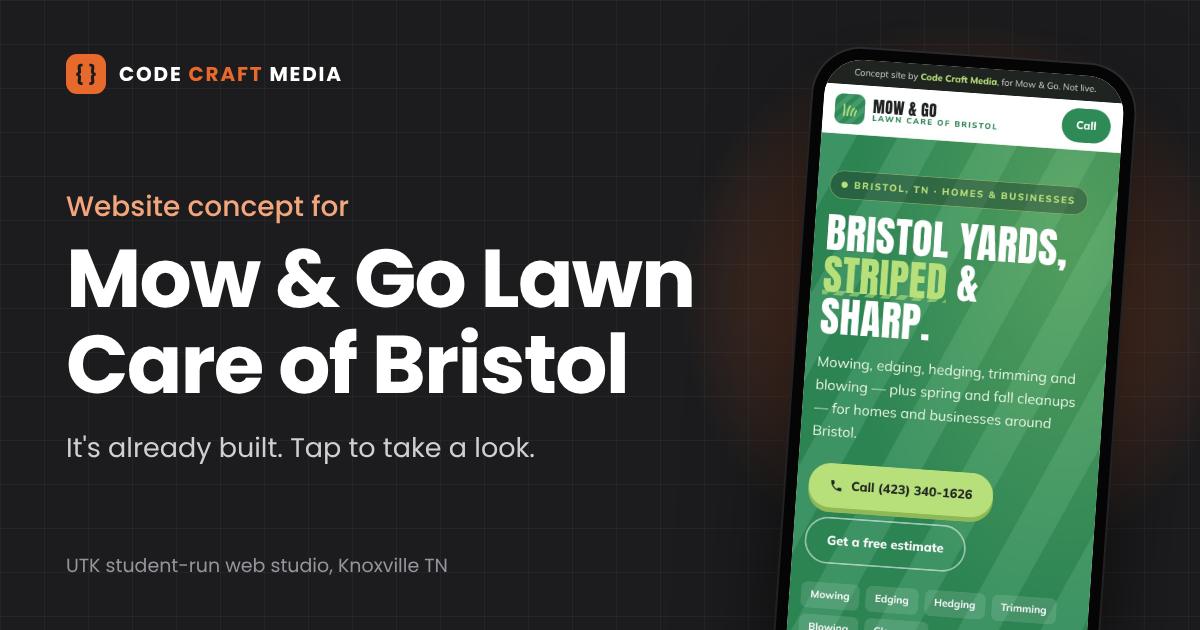 { } CODE CRAFT MEDIA
Website concept for
Mow & Go Lawn
Care of Bristol
It's already built. Tap to take a look.
UTK student-run web studio, Knoxville TN
Concept site by Code Craft Media, for Mow & Go. Not live.
MOW & GO
LAWN CARE OF BRISTOL
Call
BRISTOL, TN · HOMES & BUSINESSES
BRISTOL YARDS,
STRIPED &
SHARP.
Mowing, edging, hedging, trimming and
blowing — plus spring and fall cleanups
— for homes and businesses around
Bristol.
Call (423) 340-1626
Get a free estimate
Mowing Edging Hedging Trimming
Blowing